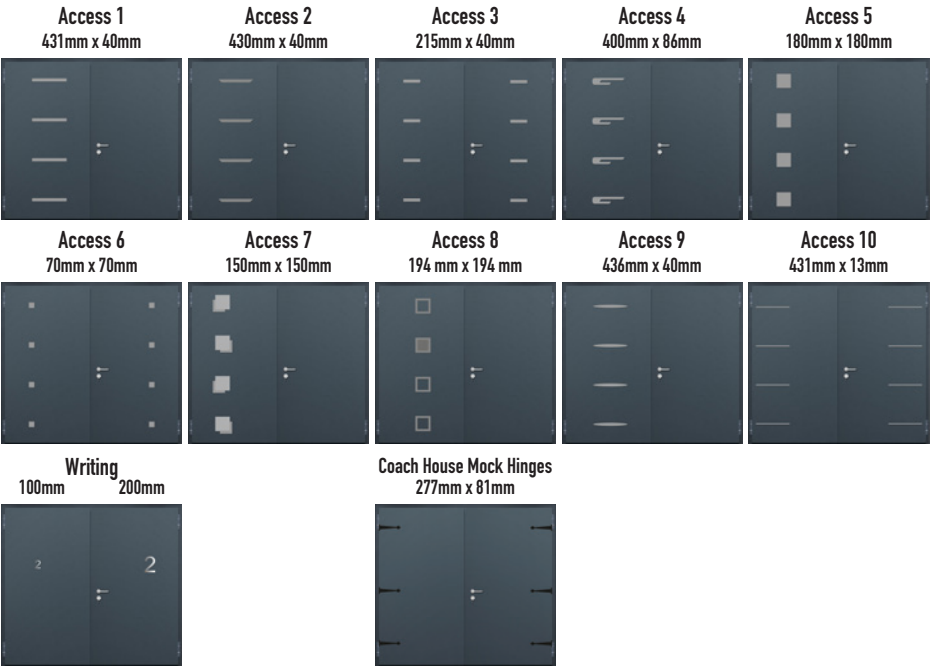 Access 1
431mm x 40mm
Access 2
430mm x 40mm
Access 3
215mm x 40mm
Access 4
400mm x 86mm
Access 5
180mm x 180mm
Access 6
70mm x 70mm
Access 7
150mm x 150mm
Access 8
194 mm x 194 mm
Access 9
436mm x 40mm
Access 10
431mm x 13mm
Writing
100mm 200mm
2 2
Coach House Mock Hinges
277mm x 81mm